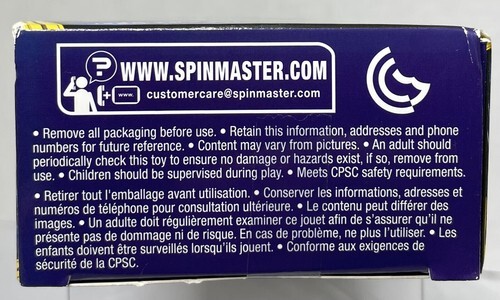 ?
WWW.SPINMASTER.COM
+ www. customercare@spinmaster.com
• Remove all packaging before use. • Retain this information, addresses and phone
numbers for future reference. • Content may vary from pictures. • An adult should
periodically check this toy to ensure no damage or hazards exist, if so, remove from
use. • Children should be supervised during play. • Meets CPSC safety requirements.
• Retirer tout l'emballage avant utilisation. • Conserver les informations, adresses et
numéros de téléphone pour consultation ultérieure. • Le contenu peut différer des
images. • Un adulte doit régulièrement examiner ce jouet afin de s'assurer qu'il ne
présente pas de dommage ni de risque. En cas de problème, ne plus l'utiliser. • Les
enfants doivent être surveillés lorsqu'ils jouent. • Conforme aux exigences de
sécurité de la CPSC.